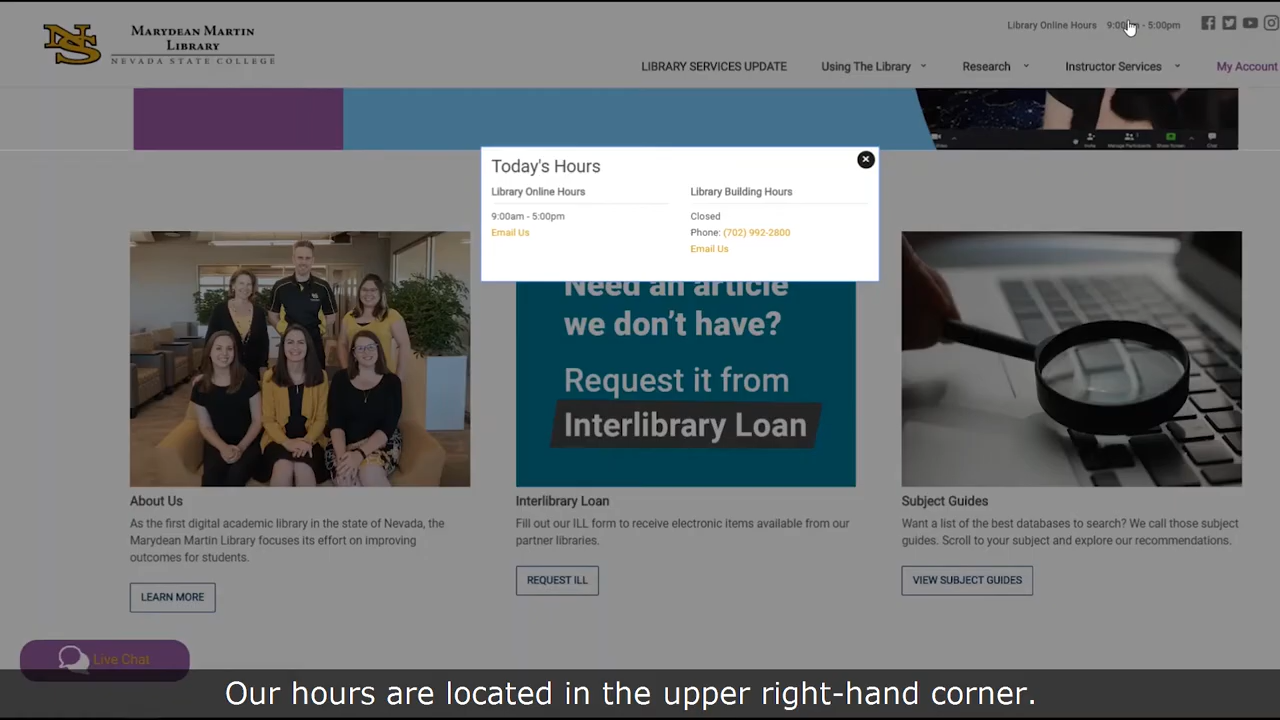 NS
MARYDEAN MARTIN
LIBRARY
NEVADA STATE COLLEGE
Library Online Hours 9:00am - 5:00pm
LIBRARY SERVICES UPDATE Using The Library Research Instructor Services My Account
Today's Hours
Library Online Hours
9:00am - 5:00pm
Email Us
Library Building Hours
Closed
Phone: (702) 992-2800
Email Us
Need an article
we don't have?
Request it from
Interlibrary Loan
About Us
As the first digital academic library in the state of Nevada, the
Marydean Martin Library focuses its effort on improving
outcomes for students.
LEARN MORE
Interlibrary Loan
Fill out our ILL form to receive electronic items available from our
partner libraries.
REQUEST ILL
Subject Guides
Want a list of the best databases to search? We call those subject
guides. Scroll to your subject and explore our recommendations.
VIEW SUBJECT GUIDES
Live Chat
Our hours are located in the upper right-hand corner.